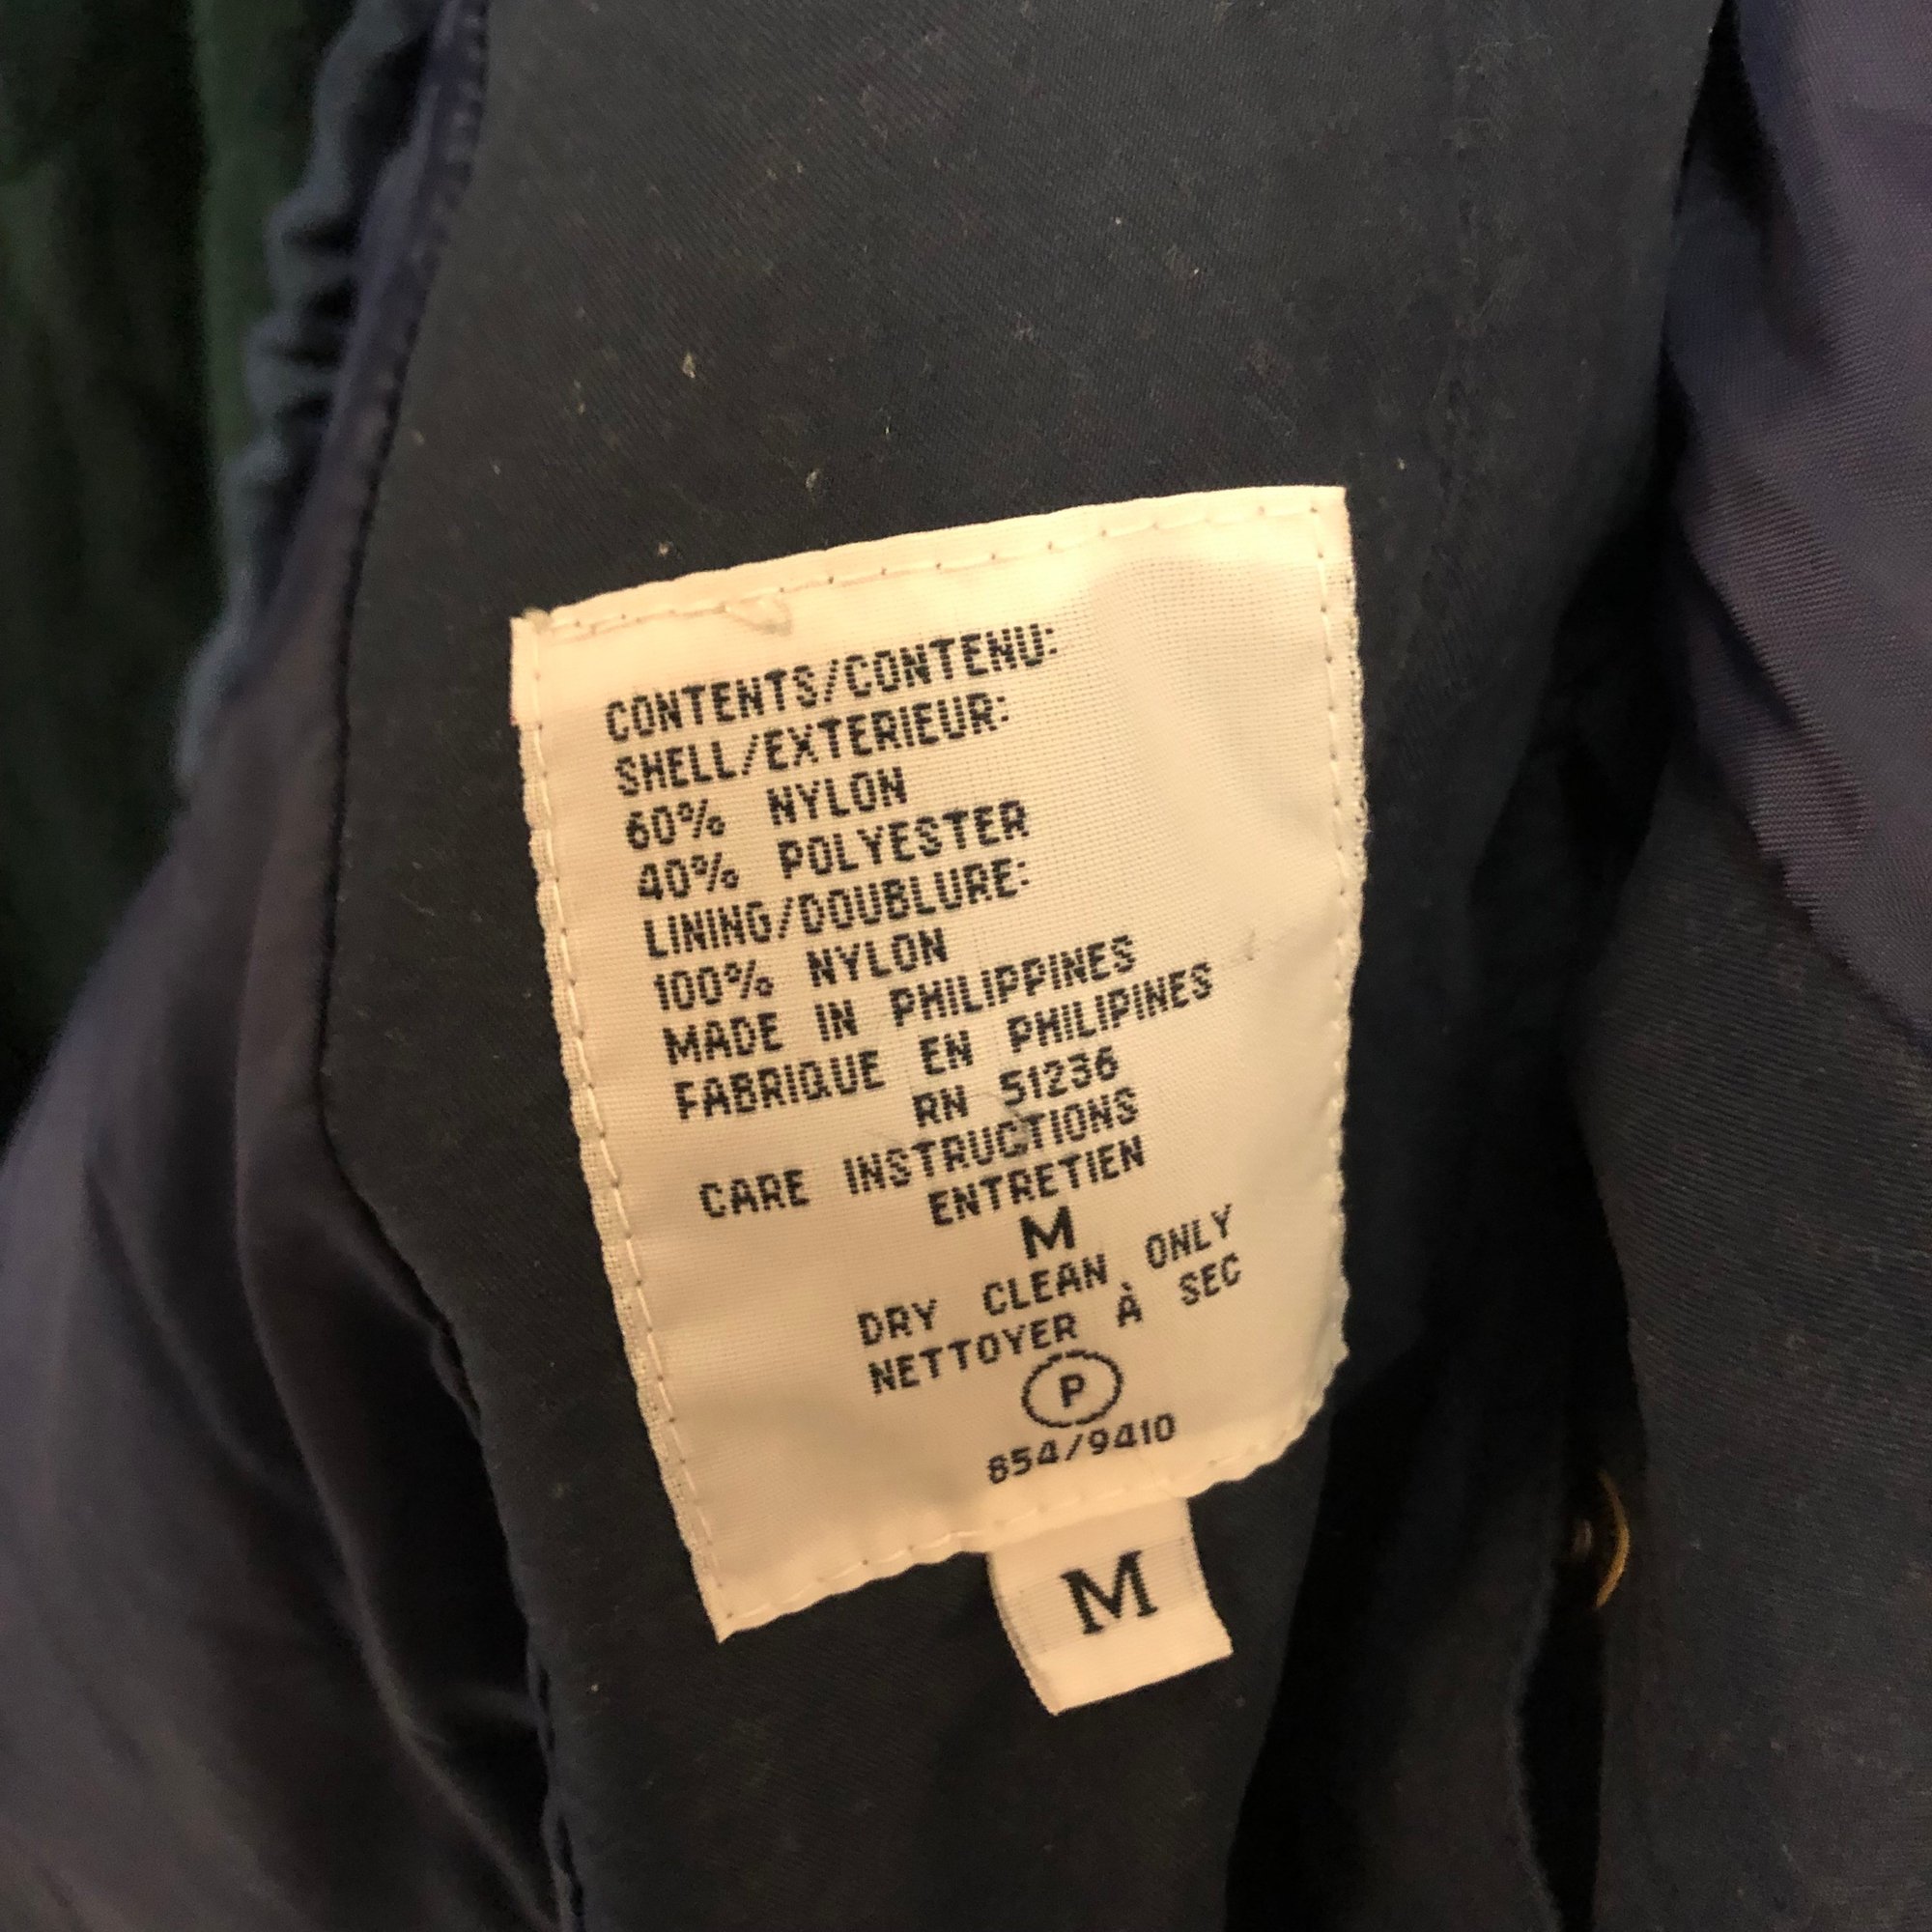 CONTENTS/CONTENU:
SHELL/EXTERIEUR:
60% NYLON
40% POLYESTER
LINING/DOUBLURE:
100% NYLON
MADE IN PHILIPPINES
FABRIQUE EN PHILIPINES
RN 51236
CARE INSTRUCTIONS
ENTRETIEN
M
DRY CLEAN ONLY
NETTOYER À SEC
P
854/9410
M